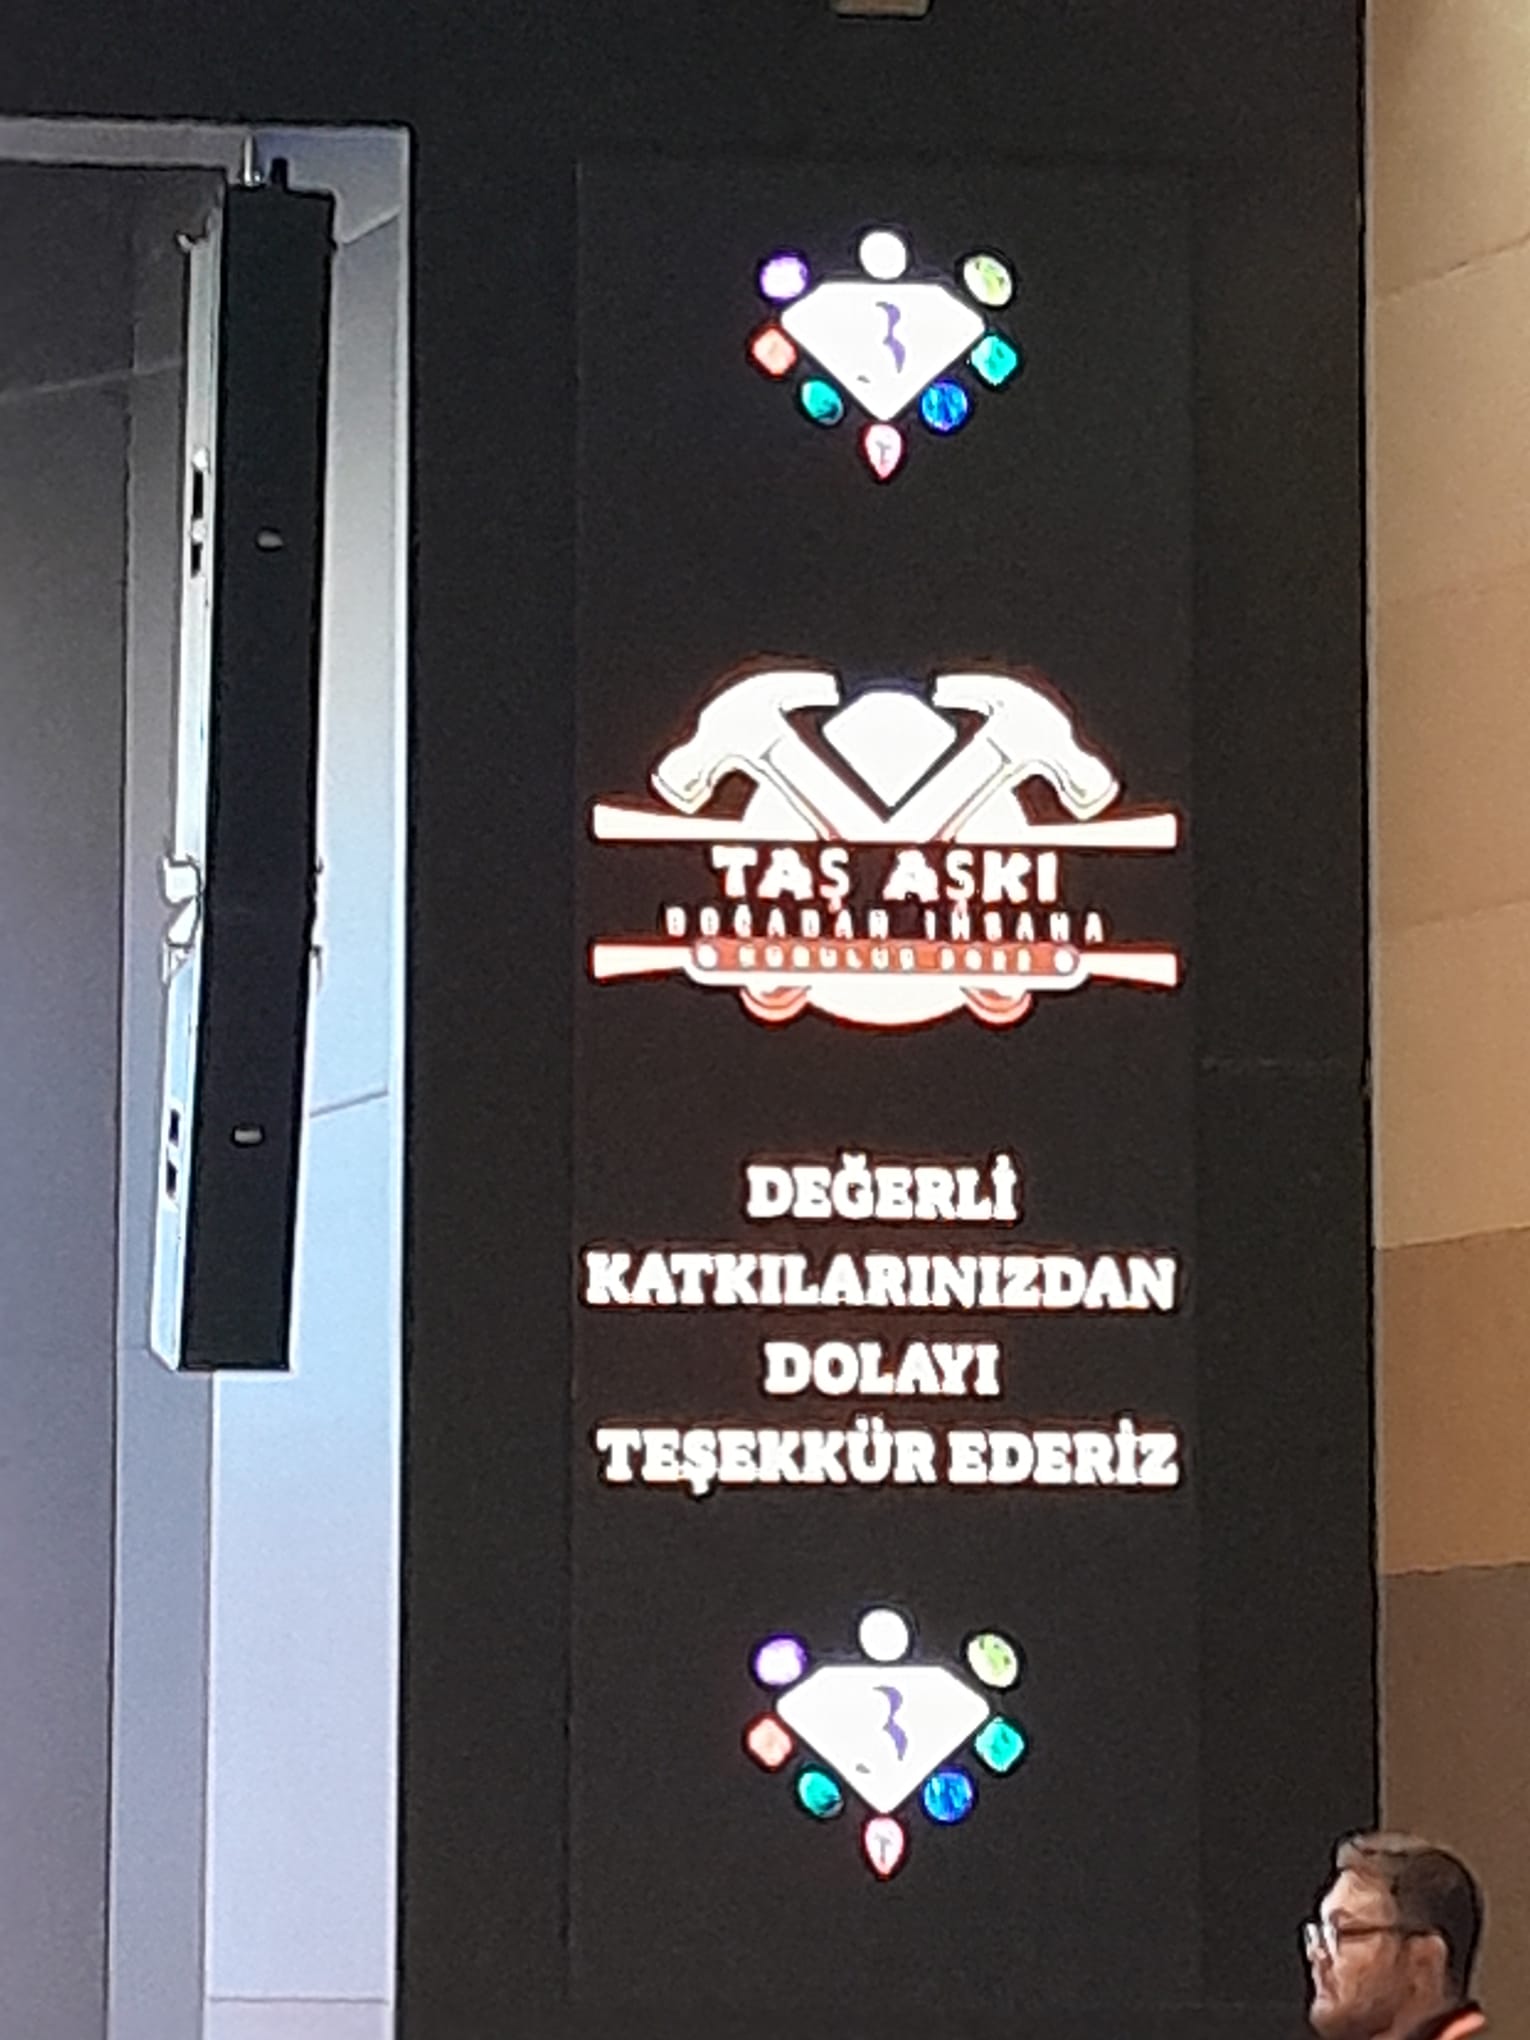 TAŞ AŞKI
DOĞADAN İNSANA
DEĞERLİ
KATKILARINIZDAN
DOLAYI
TEŞEKKÜR EDERİZ